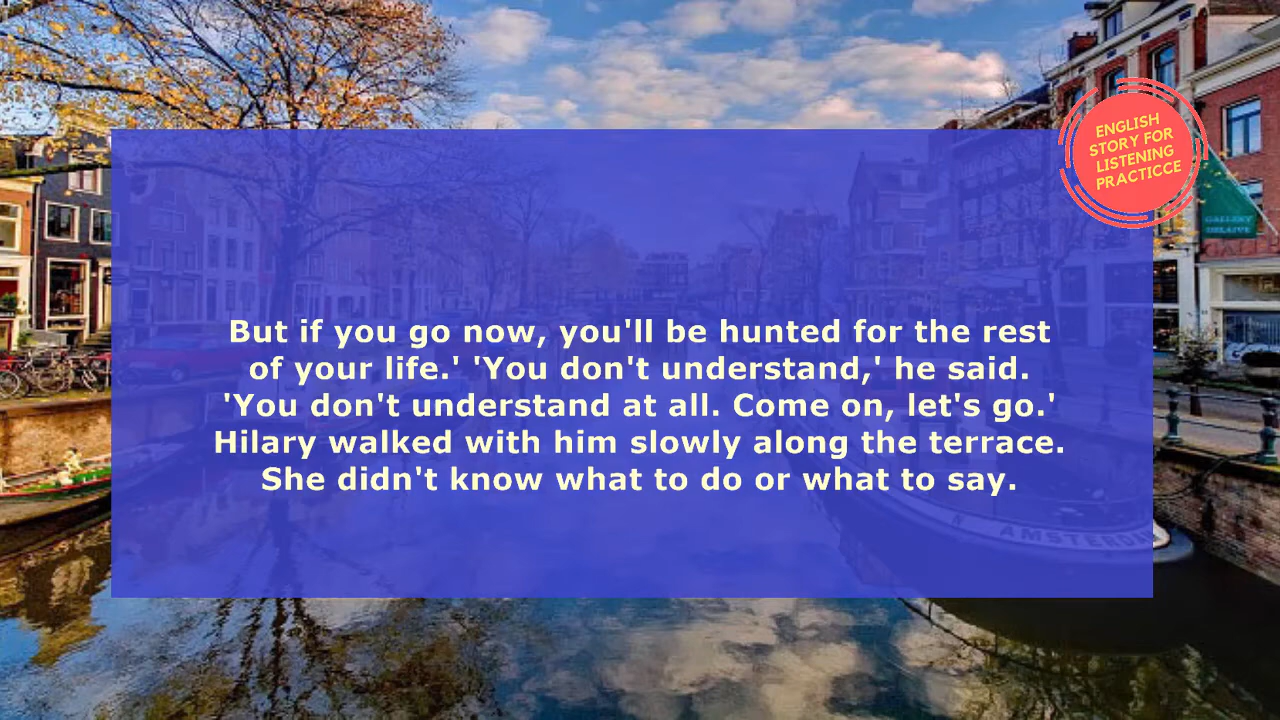 ENGLISH
STORY FOR
LISTENING
PRACTICCE
GALLERY
But if you go now, you'll be hunted for the rest
of your life.' 'You don't understand,' he said.
'You don't understand at all. Come on, let's go.'
Hilary walked with him slowly along the terrace.
She didn't know what to do or what to say.
AMSTERDAM